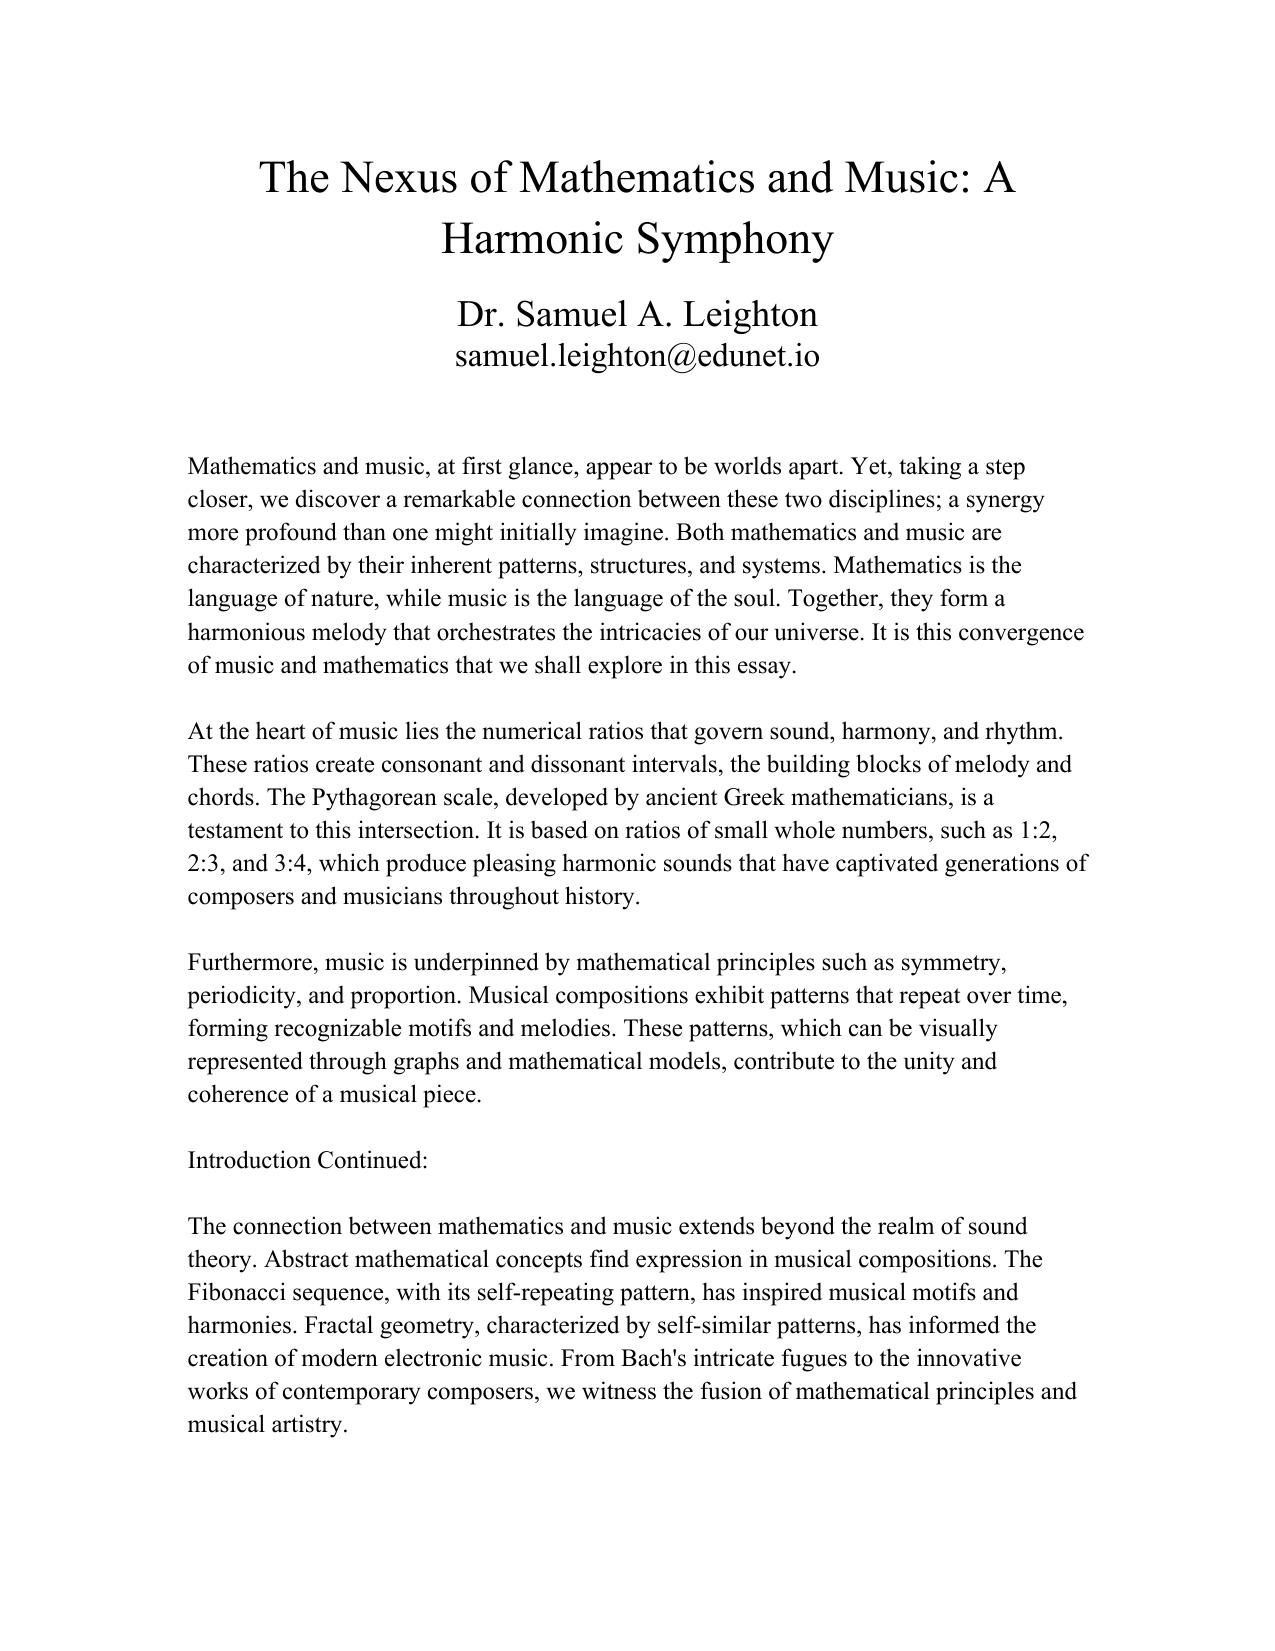 The Nexus of Mathematics and Music: A
Harmonic Symphony
Dr. Samuel A. Leighton
samuel.leighton@edunet.io
Mathematics and music, at first glance, appear to be worlds apart. Yet, taking a step
closer, we discover a remarkable connection between these two disciplines; a synergy
more profound than one might initially imagine. Both mathematics and music are
characterized by their inherent patterns, structures, and systems. Mathematics is the
language of nature, while music is the language of the soul. Together, they form a
harmonious melody that orchestrates the intricacies of our universe. It is this convergence
of music and mathematics that we shall explore in this essay.
At the heart of music lies the numerical ratios that govern sound, harmony, and rhythm.
These ratios create consonant and dissonant intervals, the building blocks of melody and
chords. The Pythagorean scale, developed by ancient Greek mathematicians, is a
testament to this intersection. It is based on ratios of small whole numbers, such as 1:2,
2:3, and 3:4, which produce pleasing harmonic sounds that have captivated generations of
composers and musicians throughout history.
Furthermore, music is underpinned by mathematical principles such as symmetry,
periodicity, and proportion. Musical compositions exhibit patterns that repeat over time,
forming recognizable motifs and melodies. These patterns, which can be visually
represented through graphs and mathematical models, contribute to the unity and
coherence of a musical piece.
Introduction Continued:
The connection between mathematics and music extends beyond the realm of sound
theory. Abstract mathematical concepts find expression in musical compositions. The
Fibonacci sequence, with its self-repeating pattern, has inspired musical motifs and
harmonies. Fractal geometry, characterized by self-similar patterns, has informed the
creation of modern electronic music. From Bach's intricate fugues to the innovative
works of contemporary composers, we witness the fusion of mathematical principles and
musical artistry.